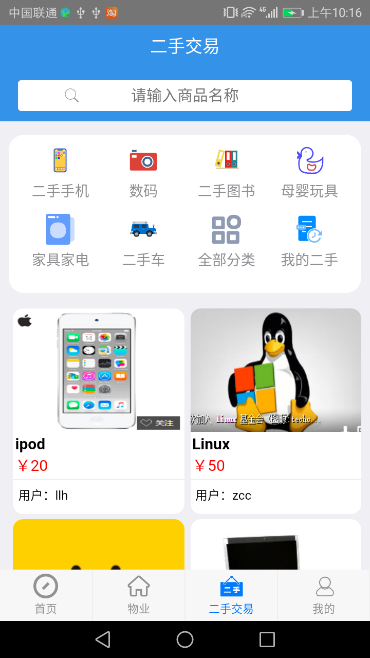 中国联通 上午10:16
二手交易
请输入商品名称
二手手机 数码 二手图书 母婴玩具
家具家电 二手车 全部分类 我的二手
关注
ipod Linux
￥20 ￥50
用户：llh 用户：zcc
二手
首页 物业 二手交易 我的